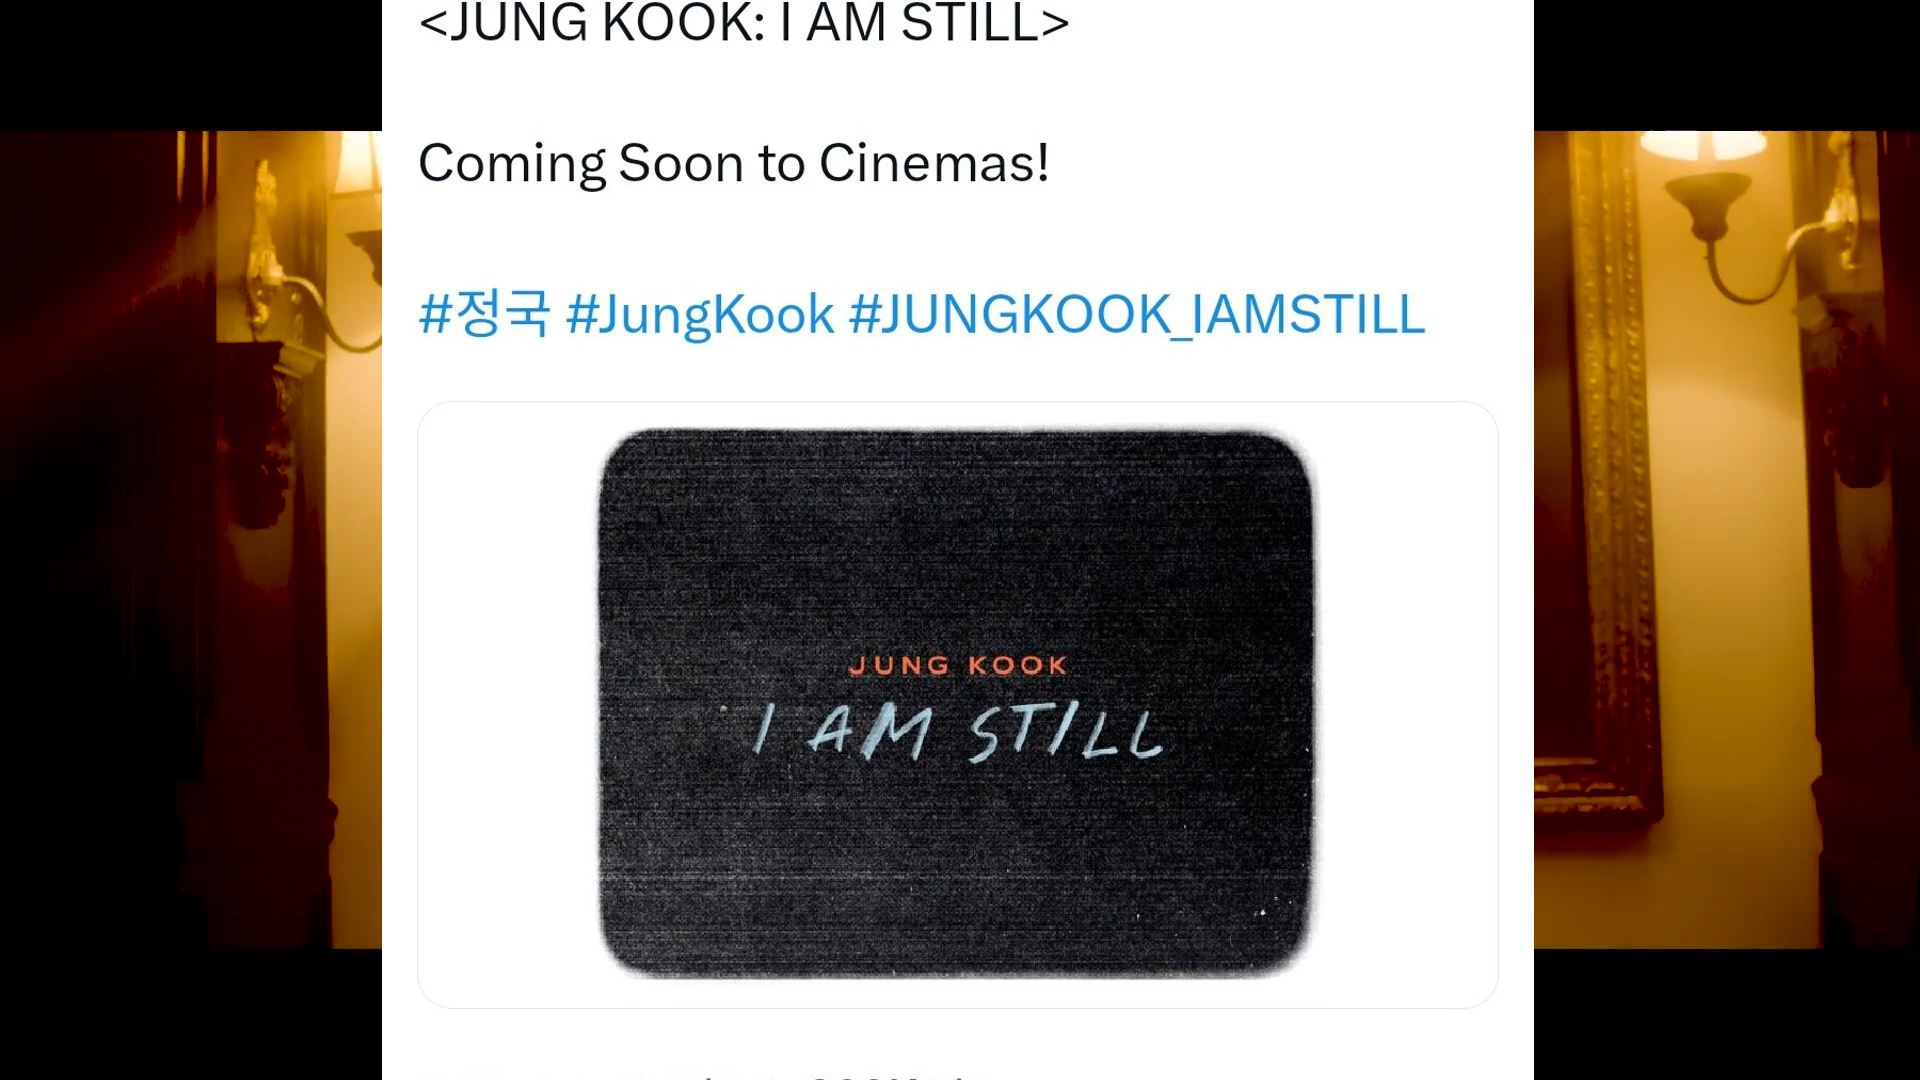 <JUNG KOOK: I AM STILL>
Coming Soon to Cinemas!
#정국 #JungKook #JUNGKOOK_IAMSTILL
JUNG KOOK
I AM STILL